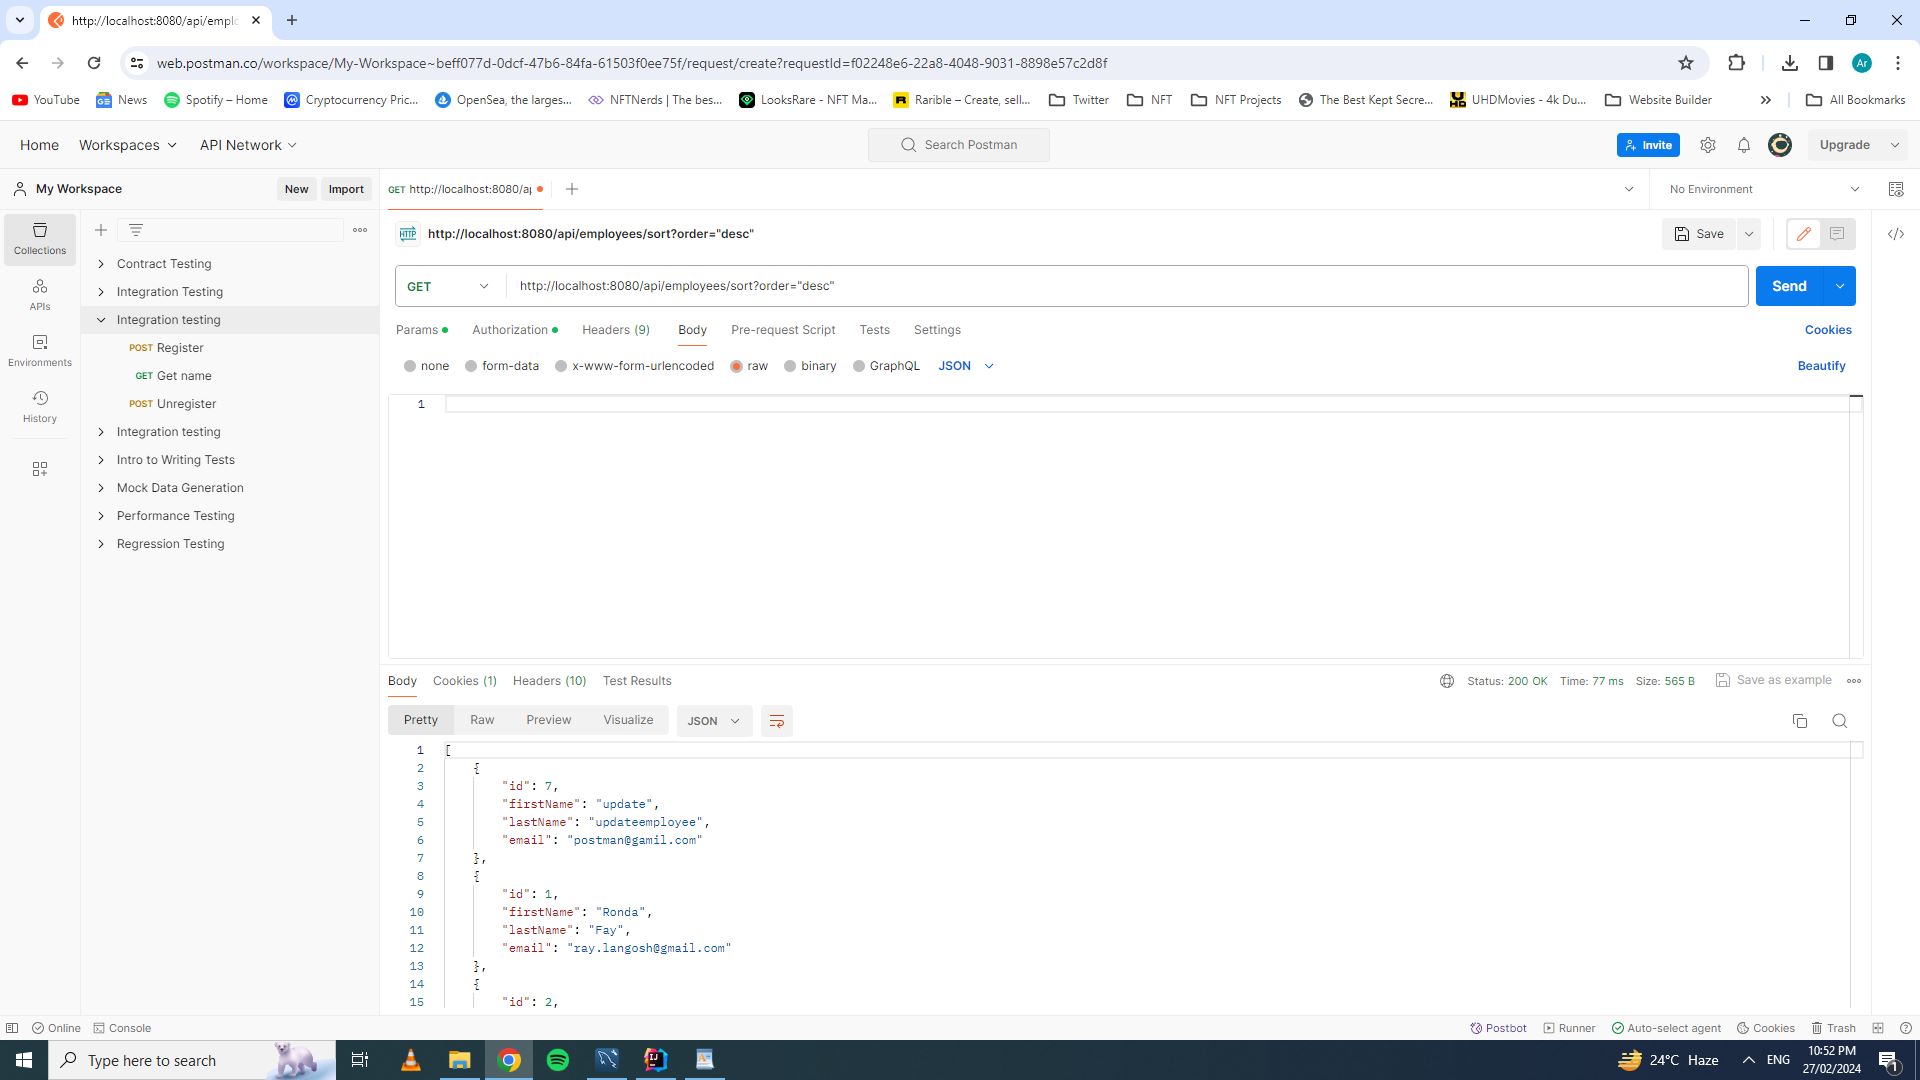 http://localhost:8080/api/emplo
web.postman.co/workspace/My-Workspace~beff077d-0dcf-47b6-84fa-61503f0ee75f/request/create?requestId=f02248e6-22a8-4048-9031-8898e57c2d8f
Ar
YouTube News Spotify – Home Cryptocurrency Pric... OpenSea, the larges... NFTNerds | The bes... LooksRare - NFT Ma... Rarible – Create, sell... Twitter NFT NFT Projects The Best Kept Secre... UHDMovies - 4k Du... Website Builder » All Bookmarks
Home Workspaces API Network Search Postman Invite Upgrade
My Workspace New Import GET http://localhost:8080/a No Environment
Collections
APIs
Environments
History
Contract Testing
Integration Testing
Integration testing
POST Register
GET Get name
POST Unregister
Integration testing
Intro to Writing Tests
Mock Data Generation
Performance Testing
Regression Testing
HTTP http://localhost:8080/api/employees/sort?order="desc" Save </>
GET http://localhost:8080/api/employees/sort?order="desc" Send
Params Authorization Headers (9) Body Pre-request Script Tests Settings Cookies
none form-data x-www-form-urlencoded raw binary GraphQL JSON Beautify
1
Body Cookies (1) Headers (10) Test Results Status: 200 OK Time: 77 ms Size: 565 B Save as example
Pretty Raw Preview Visualize JSON
1 [
2 {
3 "id": 7,
4 "firstName": "update",
5 "lastName": "updateemployee",
6 "email": "postman@gamil.com"
7 },
8 {
9 "id": 1,
10 "firstName": "Ronda",
11 "lastName": "Fay",
12 "email": "ray.langosh@gmail.com"
13 },
14 {
15 "id": 2,
Online Console Postbot Runner Auto-select agent Cookies Trash
Type here to search 24°C Haze ENG 10:52 PM
27/02/2024 1